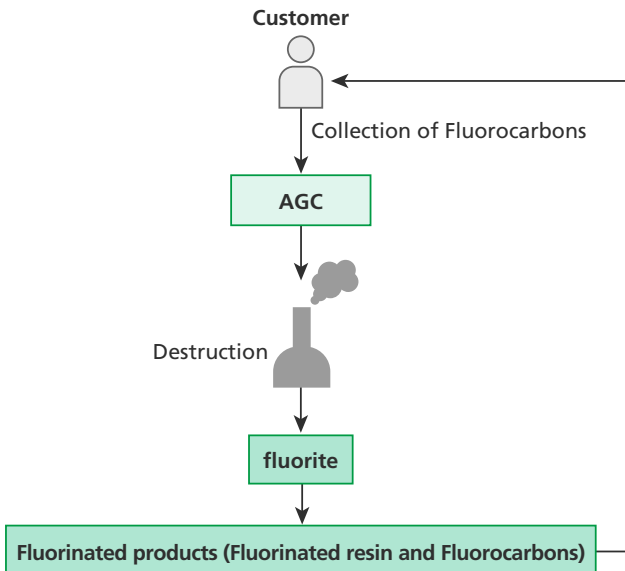 Customer
Collection of Fluorocarbons
AGC
Destruction
fluorite
Fluorinated products (Fluorinated resin and Fluorocarbons)